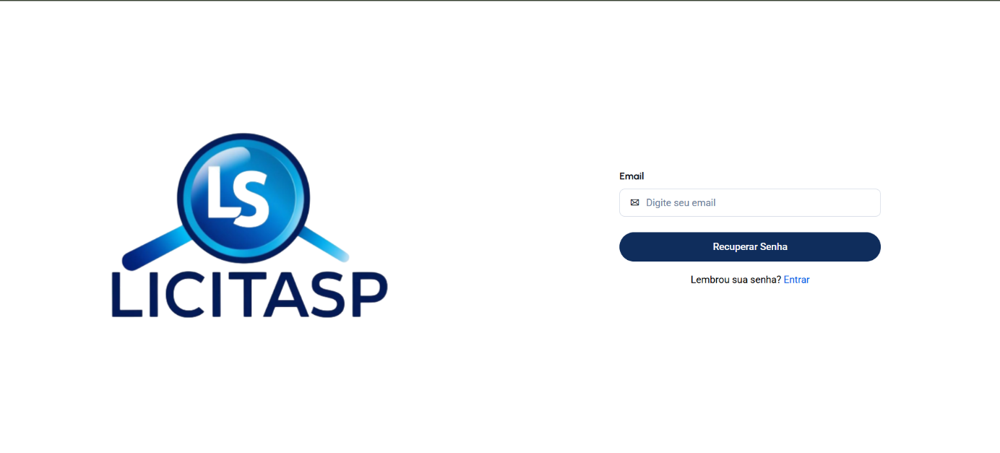 LS
LICITASP
Email
Digite seu email
Recuperar Senha
Lembrou sua senha? Entrar